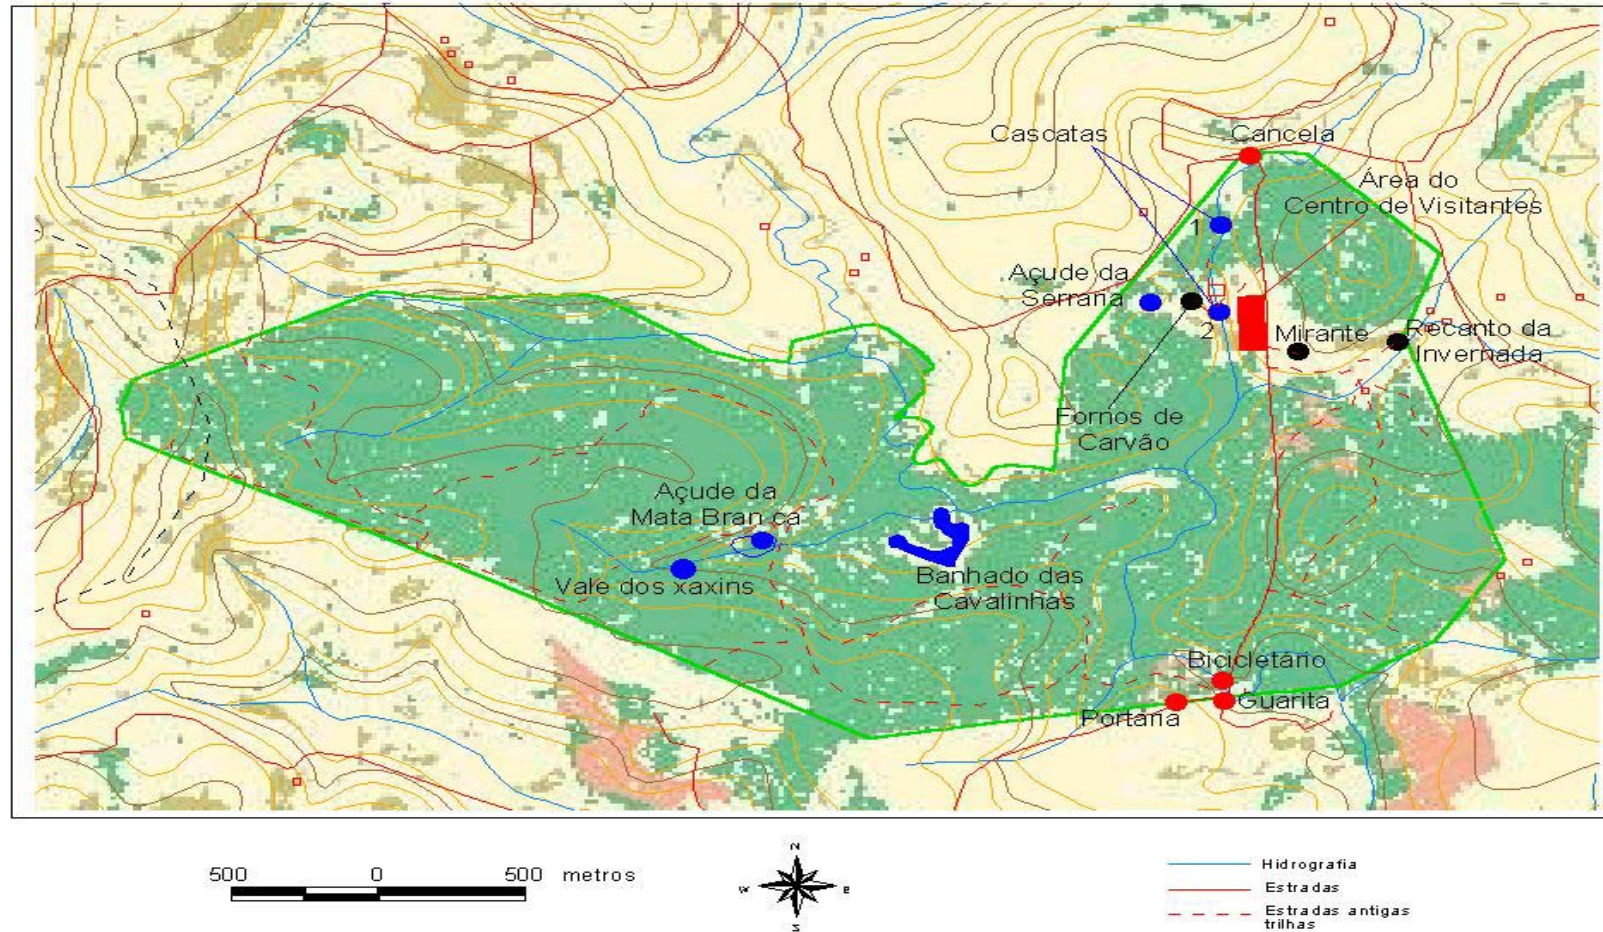 Cascatas
Cancela
Área do
Centro de Visitantes
1
Açude da
Serraria
2
Mirante
Recanto da
Invernada
Fornos de
Carvão
Açude da
Mata Branca
Vale dos xaxins
Banhado das
Cavalinhas
Bicicletário
Guarita
Portaria
500 0 500 metros
N
W E
S
Hidrografia
Estradas
Estradas antigas
trilhas